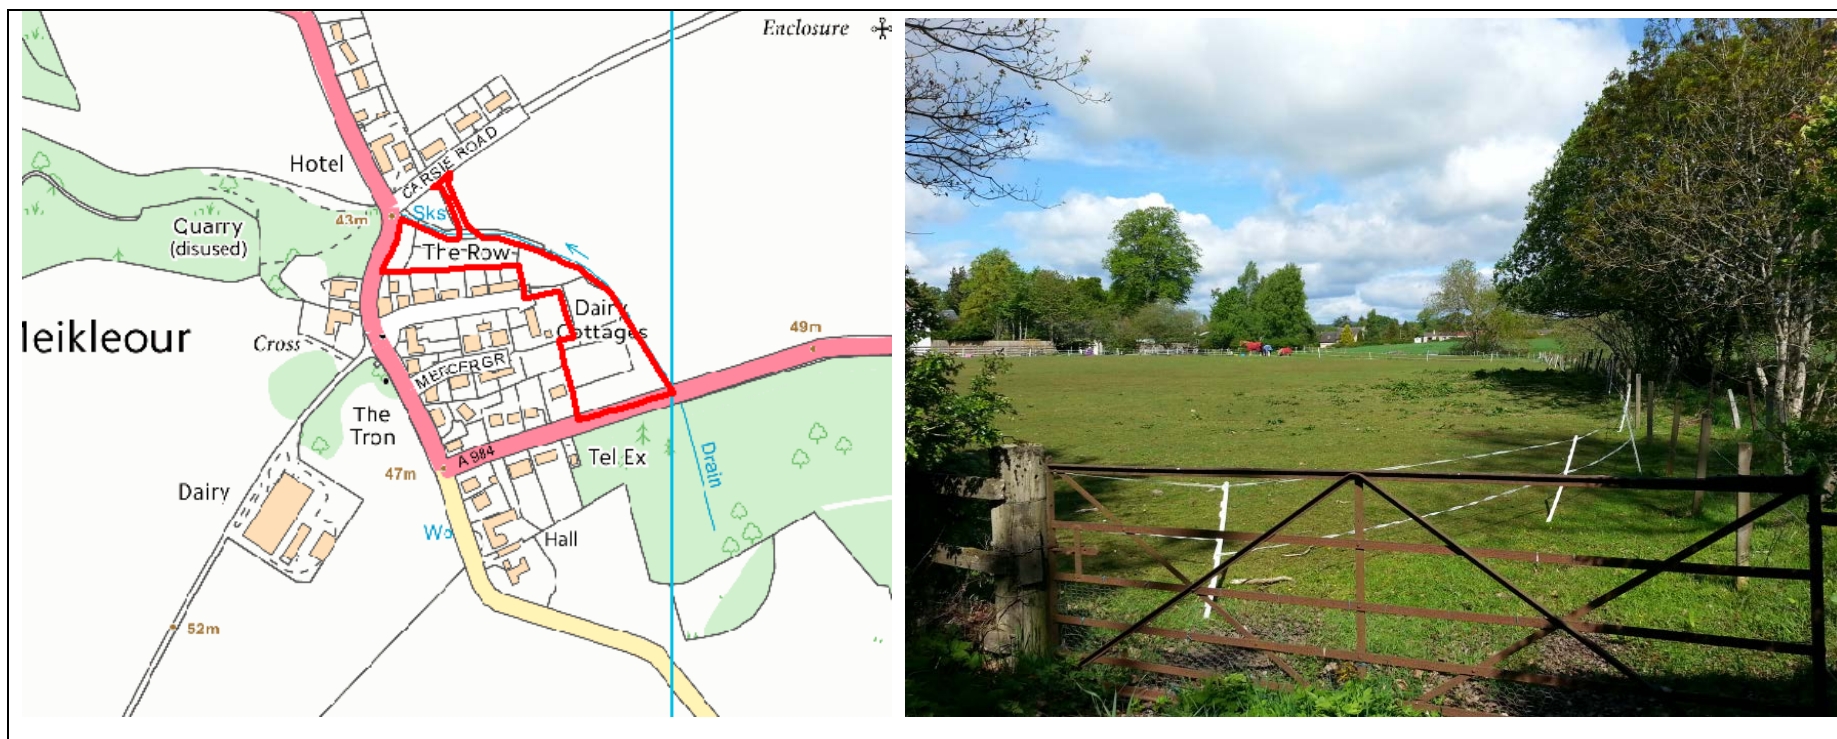 Enclosure
Hotel
CARSIE ROAD
Sks
43m
Quarry
(disused)
The Row
Dairy
Cottages
49m
Meikleour
Cross
MERCER GR
The
Tron
A 984
47m
Tel Ex
Drain
Dairy
W
Hall
52m